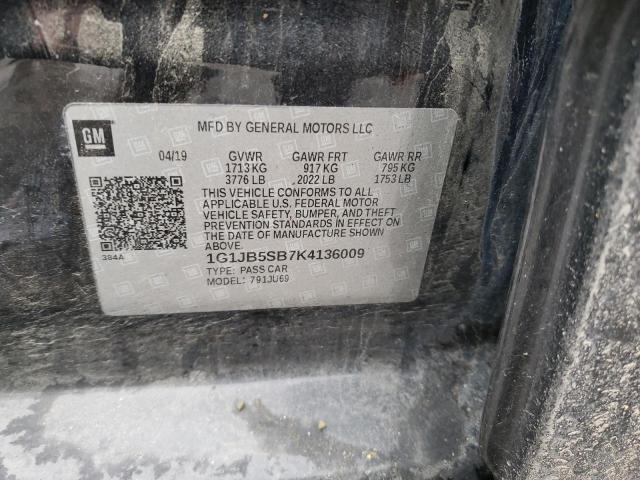 GM
MFD BY GENERAL MOTORS LLC
04/19 GVWR GAWR FRT GAWR RR
1713 KG 917 KG 795 KG
3776 LB 2022 LB 1753 LB
THIS VEHICLE CONFORMS TO ALL
APPLICABLE U.S. FEDERAL MOTOR
VEHICLE SAFETY, BUMPER, AND THEFT
PREVENTION STANDARDS IN EFFECT ON
THE DATE OF MANUFACTURE SHOWN
ABOVE.
384A
1G1JB5SB7K4136009
TYPE: PASS CAR
MODEL: 791JU69